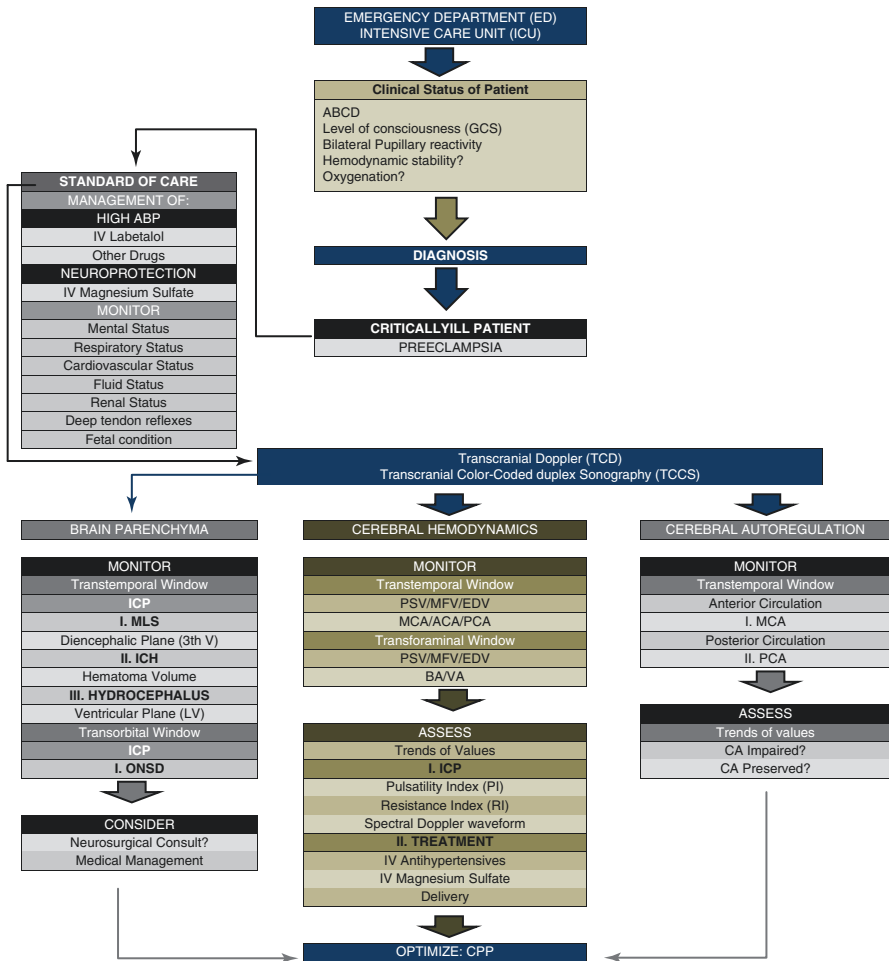 EMERGENCY DEPARTMENT (ED)
INTENSIVE CARE UNIT (ICU)
Clinical Status of Patient
ABCD
Level of consciousness (GCS)
Bilateral Pupillary reactivity
Hemodynamic stability?
Oxygenation?
DIAGNOSIS
CRITICALLYILL PATIENT
PREECLAMPSIA
STANDARD OF CARE
MANAGEMENT OF:
HIGH ABP
IV Labetalol
Other Drugs
NEUROPROTECTION
IV Magnesium Sulfate
MONITOR
Mental Status
Respiratory Status
Cardiovascular Status
Fluid Status
Renal Status
Deep tendon reflexes
Fetal condition
Transcranial Doppler (TCD)
Transcranial Color-Coded duplex Sonography (TCCS)
BRAIN PARENCHYMA
MONITOR
Transtemporal Window
ICP
I. MLS
Diencephalic Plane (3th V)
II. ICH
Hematoma Volume
III. HYDROCEPHALUS
Ventricular Plane (LV)
Transorbital Window
ICP
I. ONSD
CONSIDER
Neurosurgical Consult?
Medical Management
CEREBRAL HEMODYNAMICS
MONITOR
Transtemporal Window
PSV/MFV/EDV
MCA/ACA/PCA
Transforaminal Window
PSV/MFV/EDV
BA/VA
ASSESS
Trends of Values
I. ICP
Pulsatility Index (PI)
Resistance Index (RI)
Spectral Doppler waveform
II. TREATMENT
IV Antihypertensives
IV Magnesium Sulfate
Delivery
CEREBRAL AUTOREGULATION
MONITOR
Transtemporal Window
Anterior Circulation
I. MCA
Posterior Circulation
II. PCA
ASSESS
Trends of values
CA Impaired?
CA Preserved?
OPTIMIZE: CPP